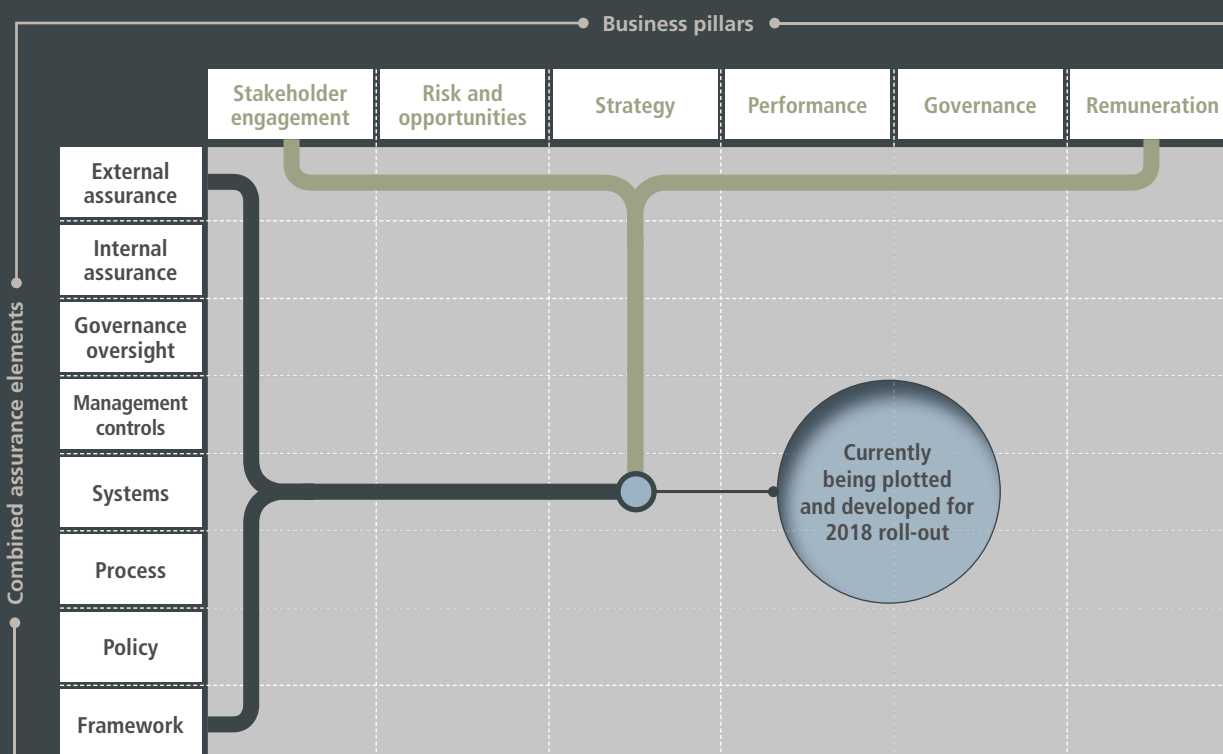 Business pillars
Stakeholder
engagement
Risk and
opportunities
Strategy
Performance
Governance
Remuneration
Combined assurance elements
External
assurance
Internal
assurance
Governance
oversight
Management
controls
Systems
Process
Policy
Framework
Currently
being plotted
and developed for
2018 roll-out